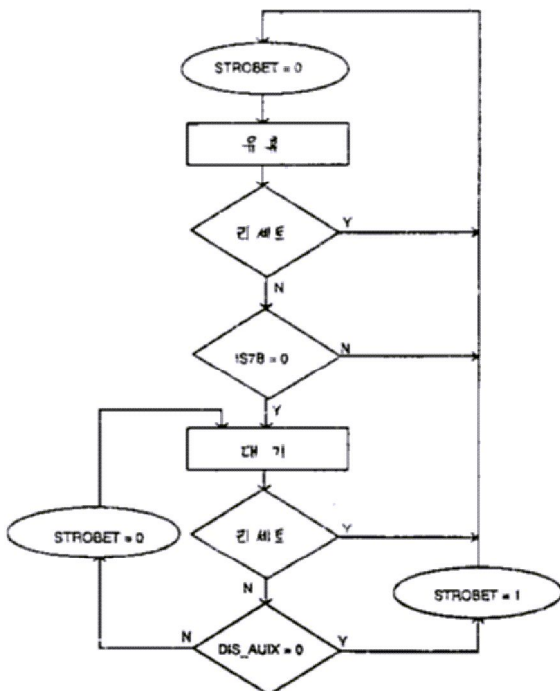 STROBET = 0
유 휴
리 세트
Y
N
IS7B = 0
N
Y
대 기
리 세트
Y
STROBET = 0
N
STROBET = 1
N
DIS_AUIX = 0
Y